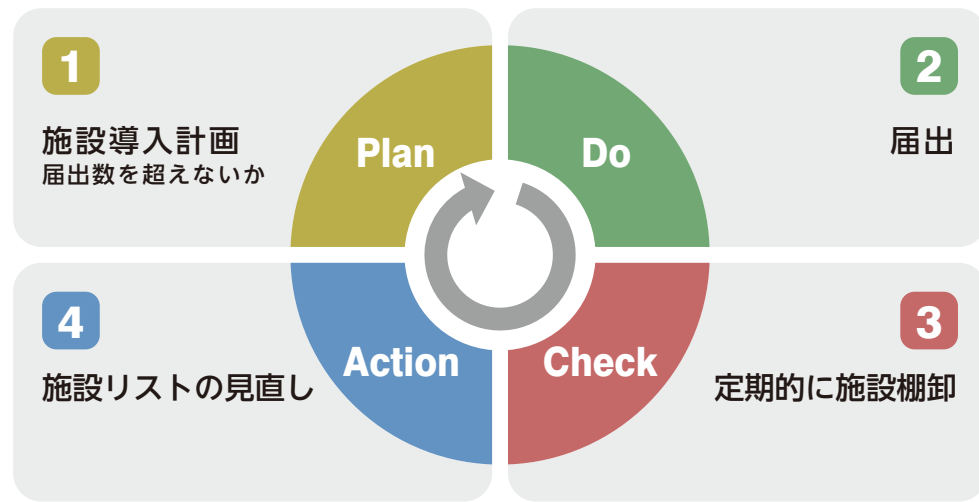 1
施設導入計画
届出数を超えないか
Plan
2
届出
Do
3
定期的に施設棚卸
Check
4
施設リストの見直し
Action